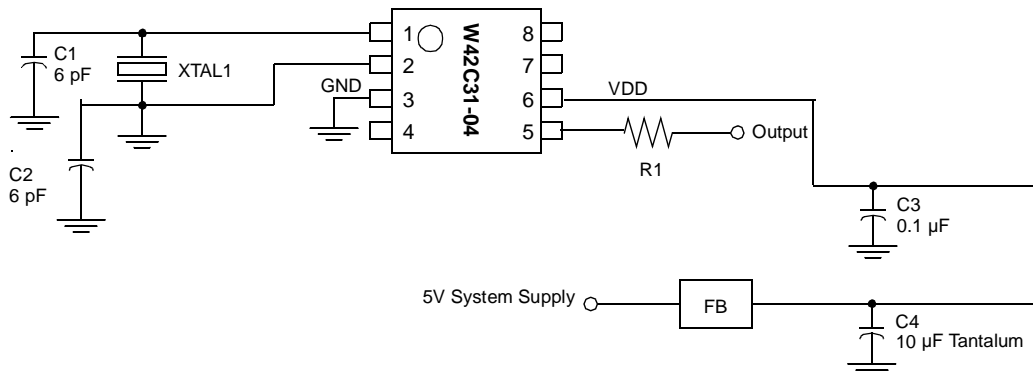 C1
6 pF
XTAL1
C2
6 pF
GND
1
2
3
4
W42C31-04
8
7
6
5
VDD
R1
Output
C3
0.1 µF
5V System Supply
FB
C4
10 µF Tantalum